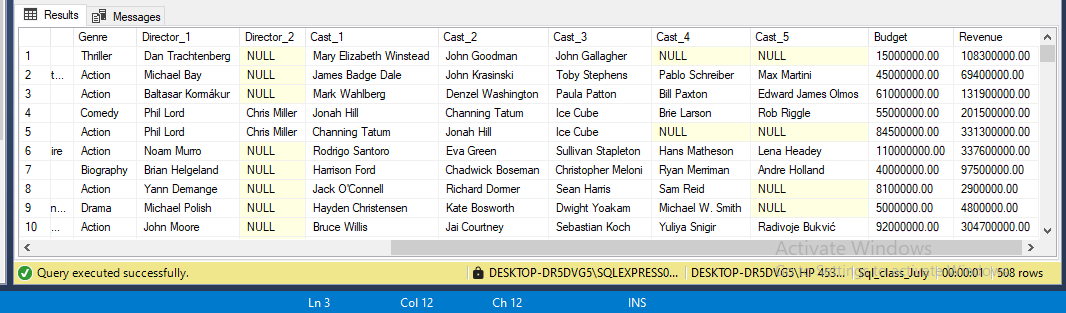 Results Messages
Genre Director_1 Director_2 Cast_1 Cast_2 Cast_3 Cast_4 Cast_5 Budget Revenue
1 Thriller Dan Trachtenberg NULL Mary Elizabeth Winstead John Goodman John Gallagher NULL NULL 15000000.00 108300000.00
2 t... Action Michael Bay NULL James Badge Dale John Krasinski Toby Stephens Pablo Schreiber Max Martini 45000000.00 69400000.00
3 Action Baltasar Kormákur NULL Mark Wahlberg Denzel Washington Paula Patton Bill Paxton Edward James Olmos 61000000.00 131900000.00
4 Comedy Phil Lord Chris Miller Jonah Hill Channing Tatum Ice Cube Brie Larson Rob Riggle 55000000.00 201500000.00
5 Action Phil Lord Chris Miller Channing Tatum Jonah Hill Ice Cube NULL NULL 84500000.00 331300000.00
6 ire Action Noam Murro NULL Rodrigo Santoro Eva Green Sullivan Stapleton Hans Matheson Lena Headey 110000000.00 337600000.00
7 Biography Brian Helgeland NULL Harrison Ford Chadwick Boseman Christopher Meloni Ryan Merriman Andre Holland 40000000.00 97500000.00
8 Action Yann Demange NULL Jack O'Connell Richard Dormer Sean Harris Sam Reid NULL 8100000.00 2900000.00
9 n... Drama Michael Polish NULL Hayden Christensen Kate Bosworth Dwight Yoakam Michael W. Smith NULL 5000000.00 4800000.00
10 ... Action John Moore NULL Bruce Willis Jai Courtney Sebastian Koch Yuliya Snigir Radivoje Bukvić 92000000.00 304700000.00
Activate Windows
Query executed successfully. DESKTOP-DR5DVG5\SQLEXPRESS0... DESKTOP-DR5DVG5\HP 453... Sql_class_July 00:00:01 508 rows
Ln 3 Col 12 Ch 12 INS